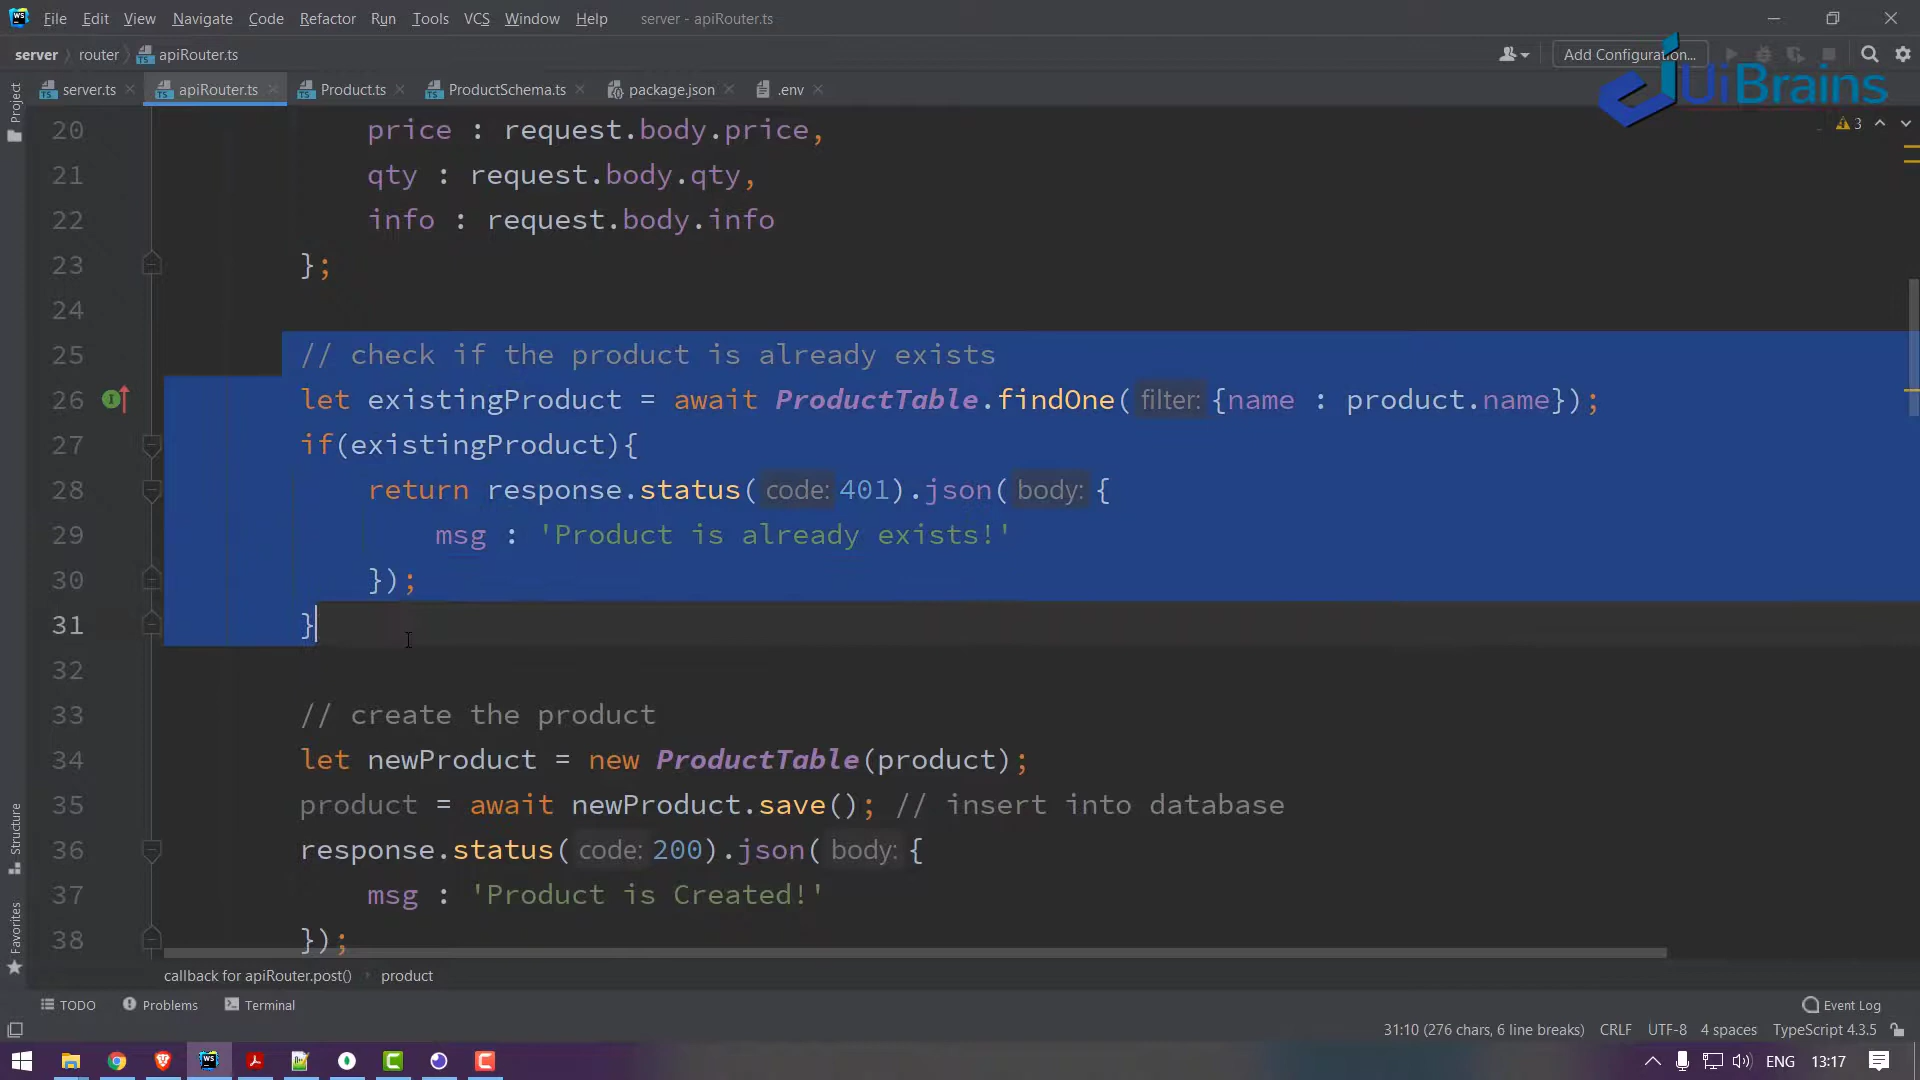 File Edit View Navigate Code Refactor Run Tools VCS Window Help server - apiRouter.ts
server router apiRouter.ts Add Configuration...
UiBrains
Project
server.ts apiRouter.ts Product.ts ProductSchema.ts package.json .env
3
20 price : request.body.price,
21 qty : request.body.qty,
22 info : request.body.info
23 };
24
25 // check if the product is already exists
26 let existingProduct = await ProductTable.findOne( filter: {name : product.name});
27 if(existingProduct){
28 return response.status( code: 401).json( body: {
29 msg : 'Product is already exists!'
30 });
31 }
32
33 // create the product
34 let newProduct = new ProductTable(product);
35 product = await newProduct.save(); // insert into database
36 response.status( code: 200).json( body: {
37 msg : 'Product is Created!'
38 });
Structure
Favorites
callback for apiRouter.post() product
TODO Problems Terminal Event Log
31:10 (276 chars, 6 line breaks) CRLF UTF-8 4 spaces TypeScript 4.3.5
WS ENG 13:17